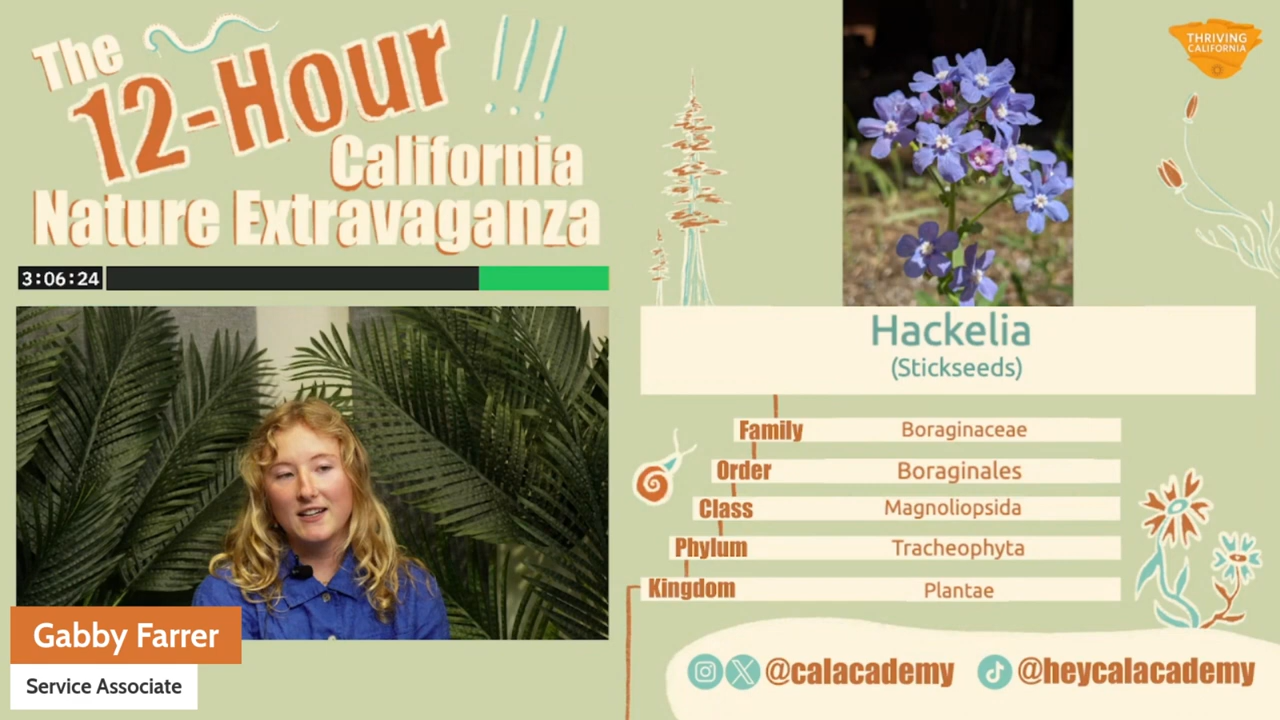 The
12-Hour
!!!
California
Nature Extravaganza
3:06:24
Gabby Farrer
Service Associate
THRIVING
CALIFORNIA
Hackelia
(Stickseeds)
Family Boraginaceae
Order Boraginales
Class Magnoliopsida
Phylum Tracheophyta
Kingdom Plantae
@calacademy @heycalacademy